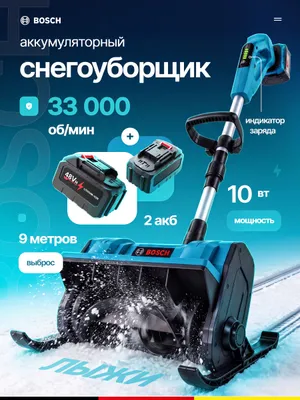 BOSCH
аккумуляторный
снегоуборщик
33 000
об/мин
индикатор
заряда
+
48V
2 акб
10 вт
мощность
9 метров
выброс
BOSCH
ЛЫЖИ
BOSCH